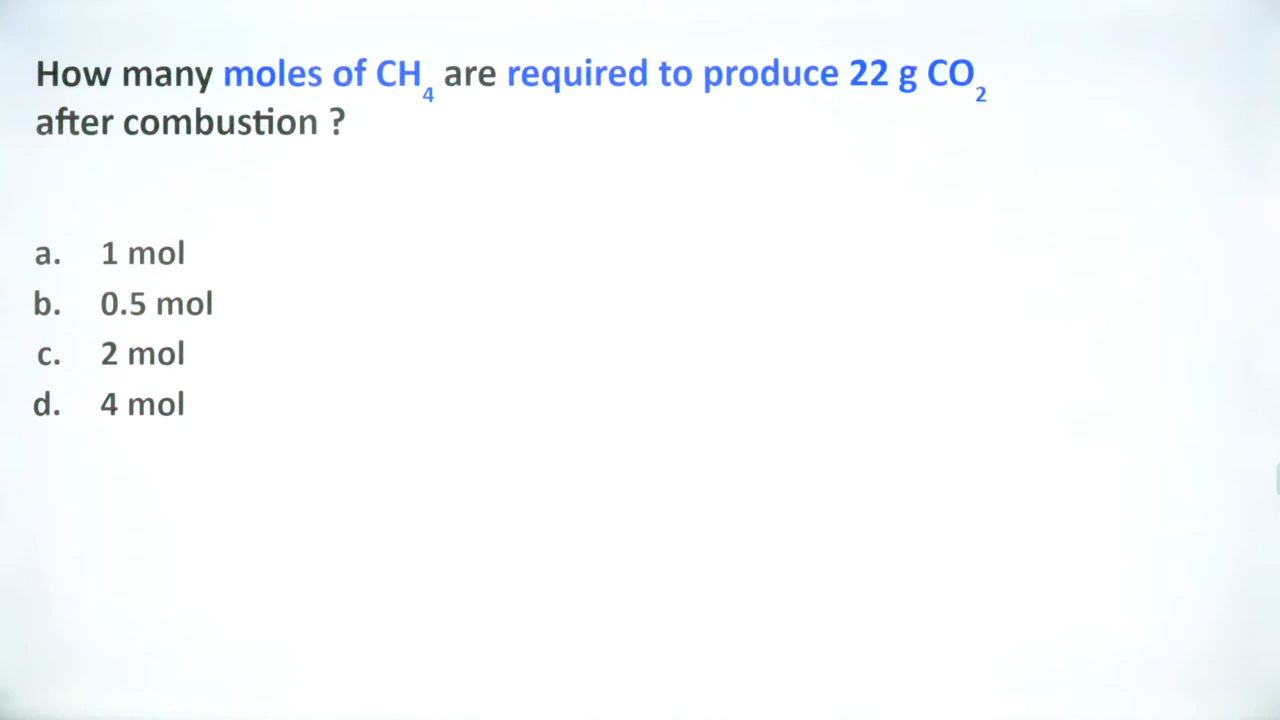 How many moles of CH4 are required to produce 22 g CO2
after combustion ?
a. 1 mol
b. 0.5 mol
c. 2 mol
d. 4 mol